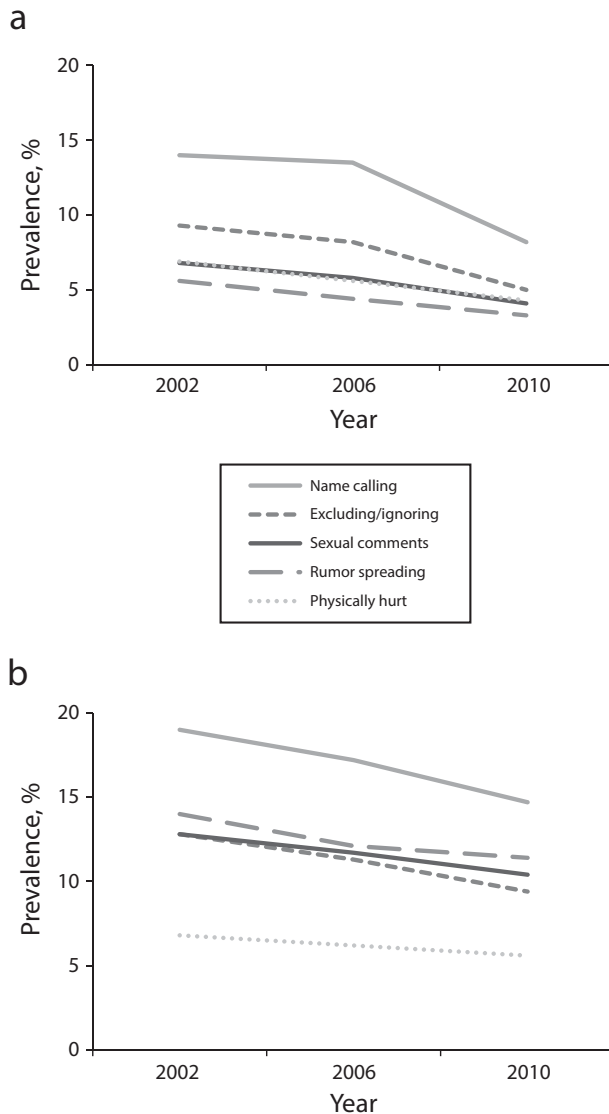 a
Prevalence, %
20
15
10
5
0
2002 2006 2010
Year
Name calling
Excluding/ignoring
Sexual comments
Rumor spreading
Physically hurt
b
Prevalence, %
20
15
10
5
0
2002 2006 2010
Year